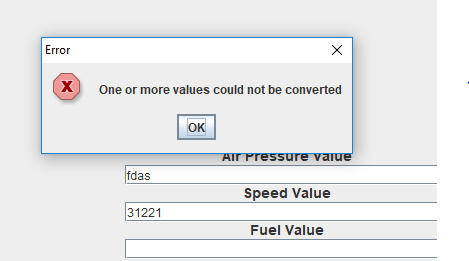 Error
One or more values could not be converted
OK
Air Pressure Value
fdas
Speed Value
31221
Fuel Value